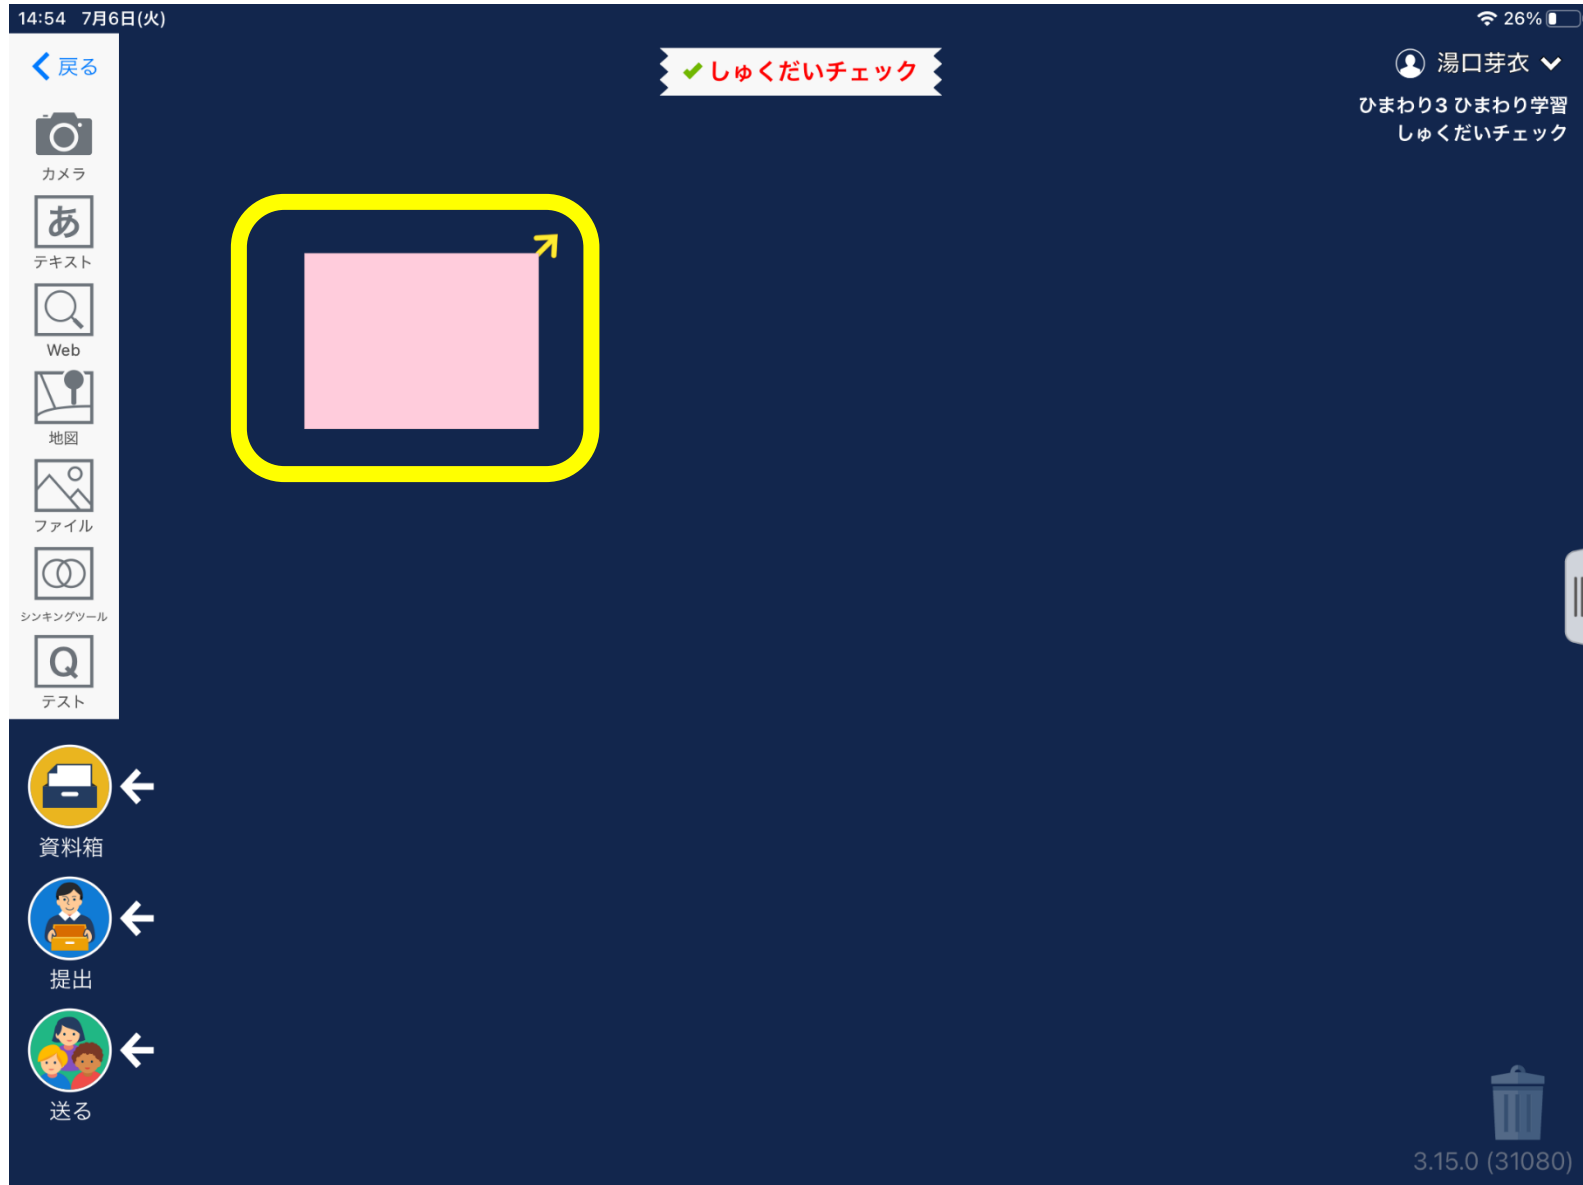 14:54 7月6日(火)
26%
戻る
しゅくだいチェック
湯口芽衣
ひまわり3 ひまわり学習
しゅくだいチェック
カメラ
あ
テキスト
Web
地図
ファイル
シンキングツール
Q
テスト
資料箱
提出
送る
3.15.0 (31080)